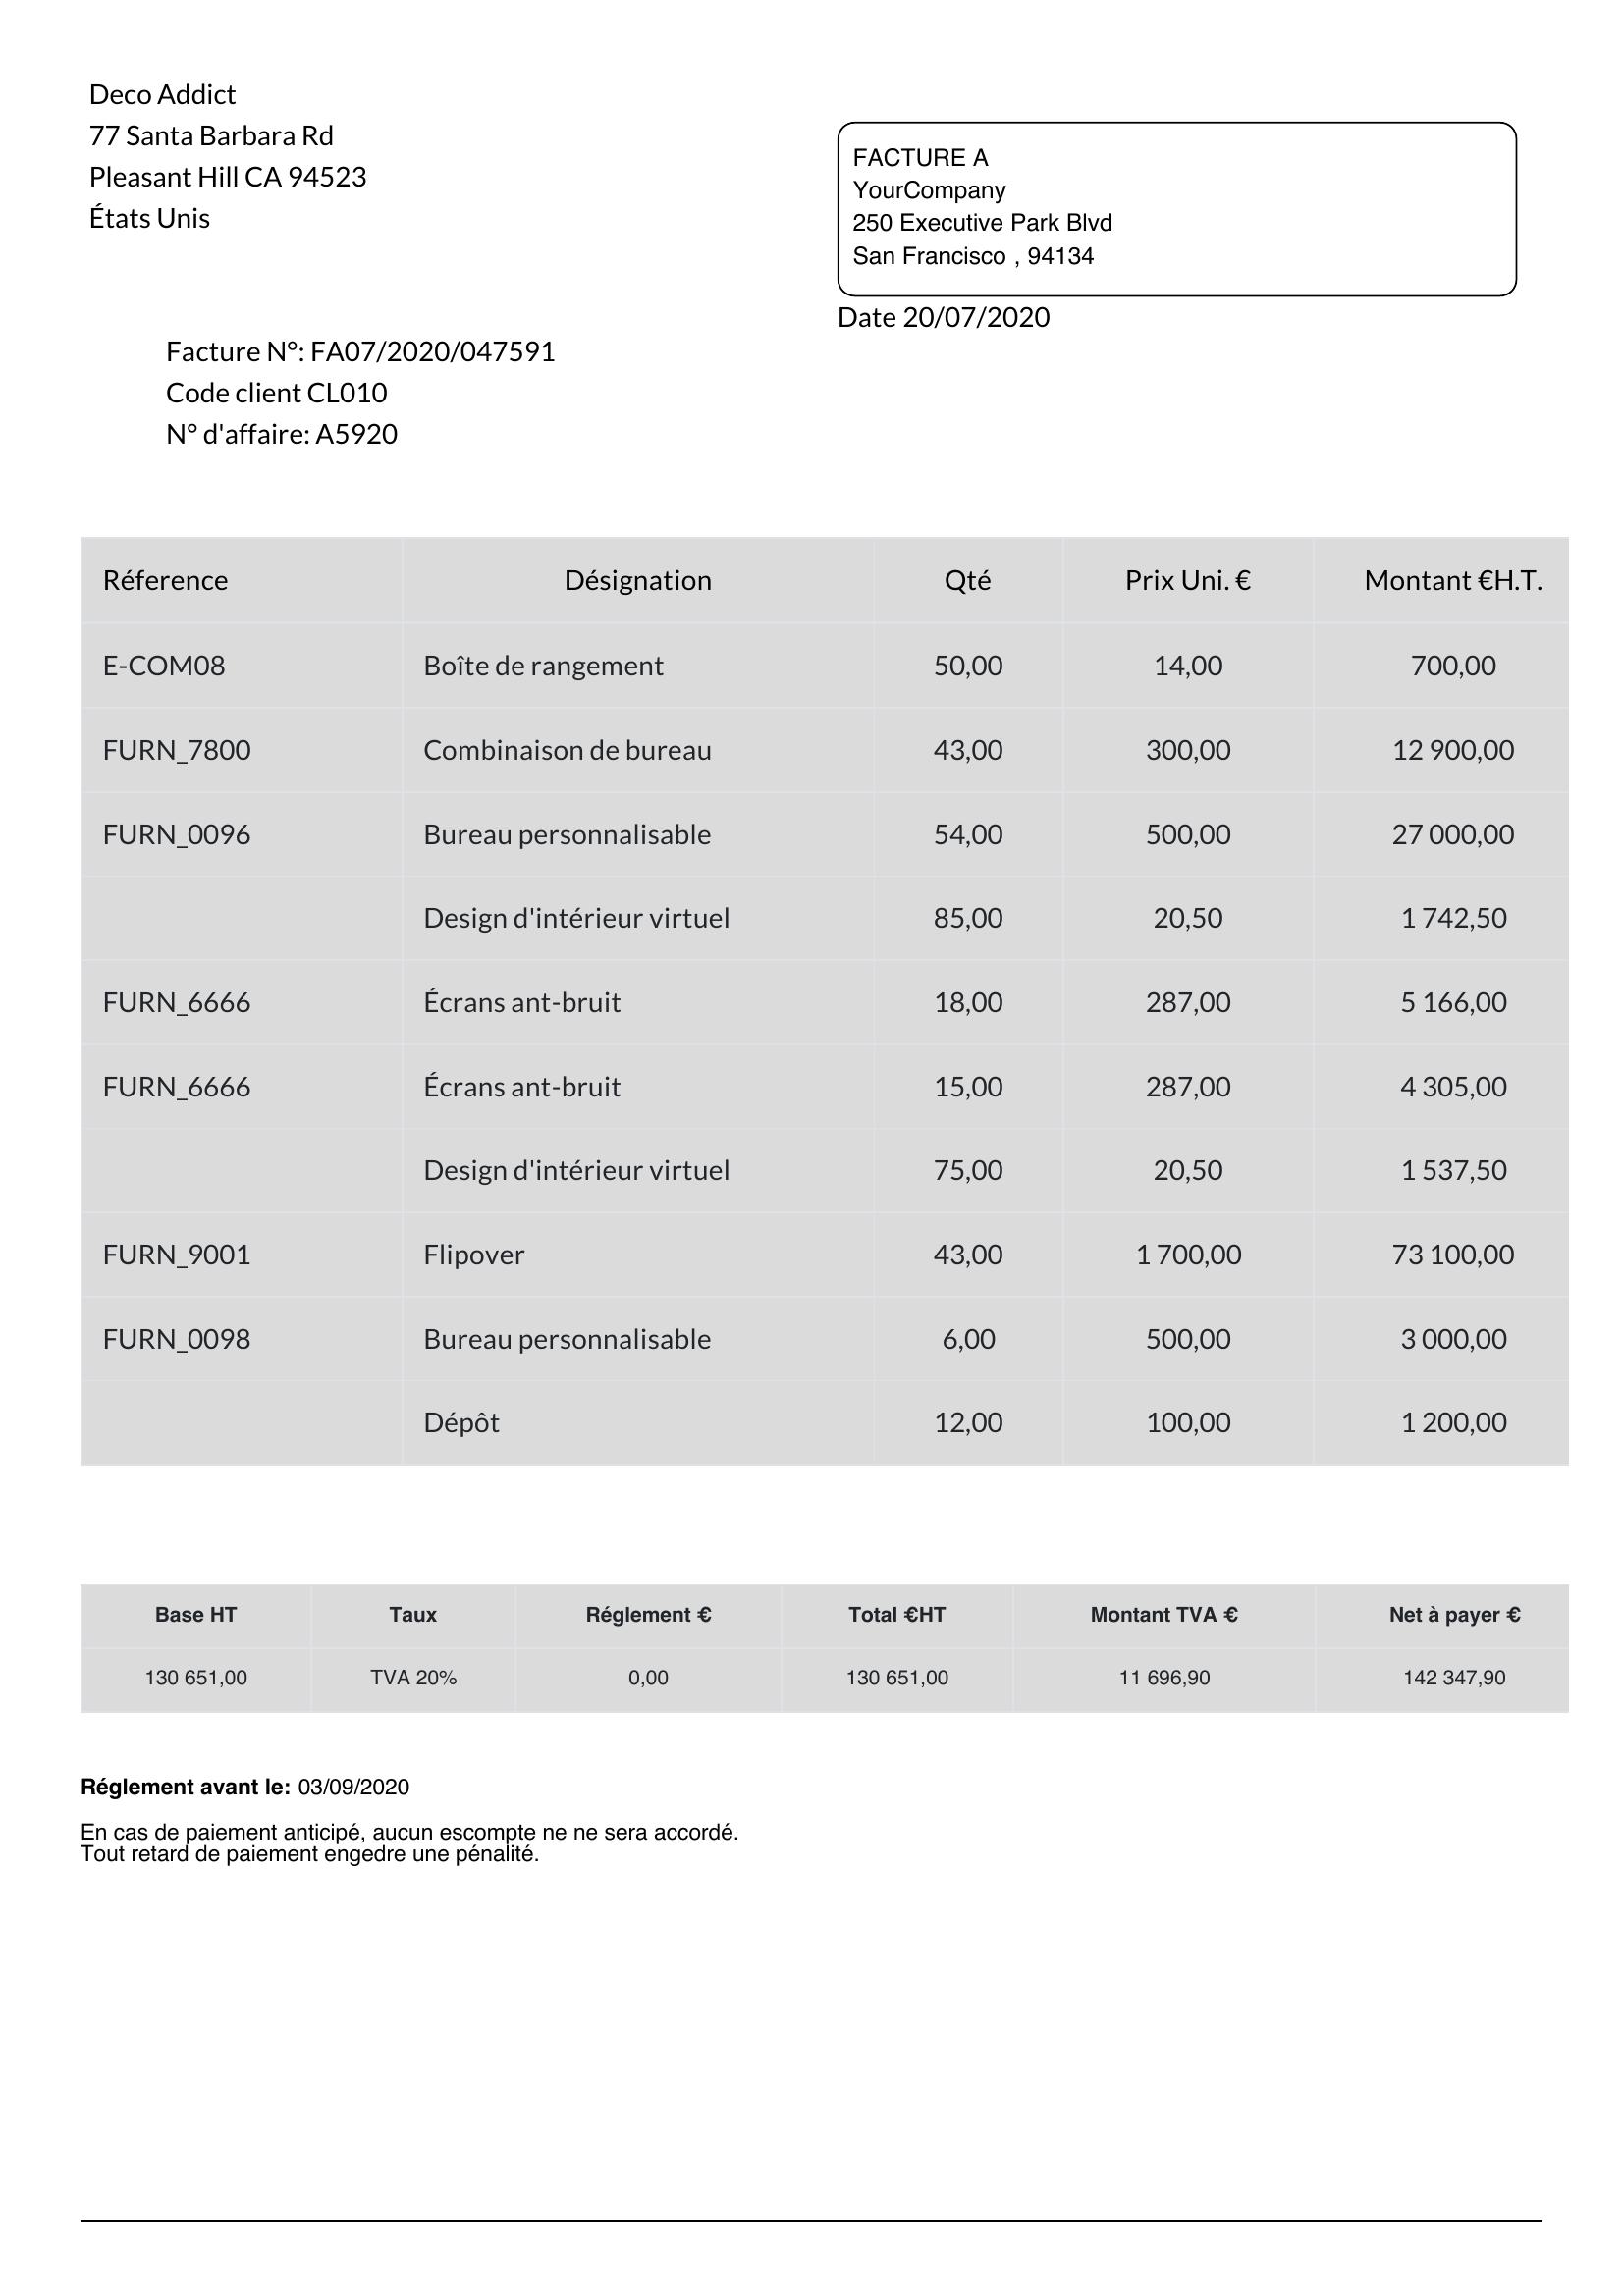 Deco Addict
77 Santa Barbara Rd
Pleasant Hill CA 94523
États Unis
FACTURE A
YourCompany
250 Executive Park Blvd
San Francisco , 94134
Date 20/07/2020
Facture N°: FA07/2020/047591
Code client CL010
N° d'affaire: A5920
Réference Désignation Qté Prix Uni. € Montant €H.T.
E-COM08 Boîte de rangement 50,00 14,00 700,00
FURN_7800 Combinaison de bureau 43,00 300,00 12 900,00
FURN_0096 Bureau personnalisable 54,00 500,00 27 000,00
Design d'intérieur virtuel 85,00 20,50 1 742,50
FURN_6666 Écrans ant-bruit 18,00 287,00 5 166,00
FURN_6666 Écrans ant-bruit 15,00 287,00 4 305,00
Design d'intérieur virtuel 75,00 20,50 1 537,50
FURN_9001 Flipover 43,00 1 700,00 73 100,00
FURN_0098 Bureau personnalisable 6,00 500,00 3 000,00
Dépôt 12,00 100,00 1 200,00
Base HT Taux Réglement € Total €HT Montant TVA € Net à payer €
130 651,00 TVA 20% 0,00 130 651,00 11 696,90 142 347,90
Réglement avant le: 03/09/2020
En cas de paiement anticipé, aucun escompte ne ne sera accordé.
Tout retard de paiement engedre une pénalité.